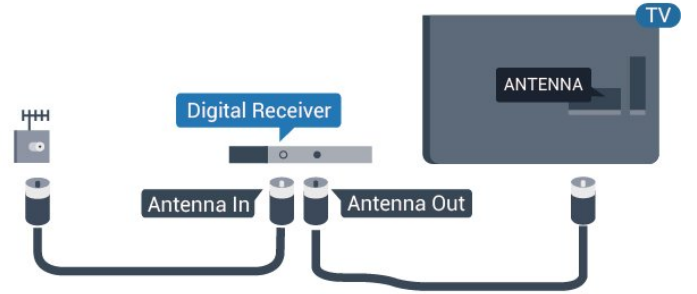 TV
ANTENNA
Digital Receiver
Antenna In
Antenna Out